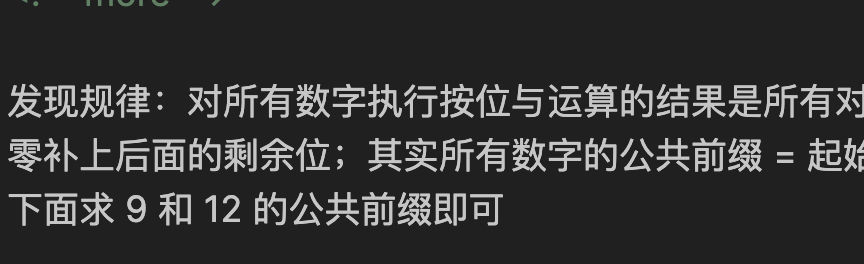 发现规律：对所有数字执行按位与运算的结果是所有对
零补上后面的剩余位；其实所有数字的公共前缀 = 起始
下面求 9 和 12 的公共前缀即可